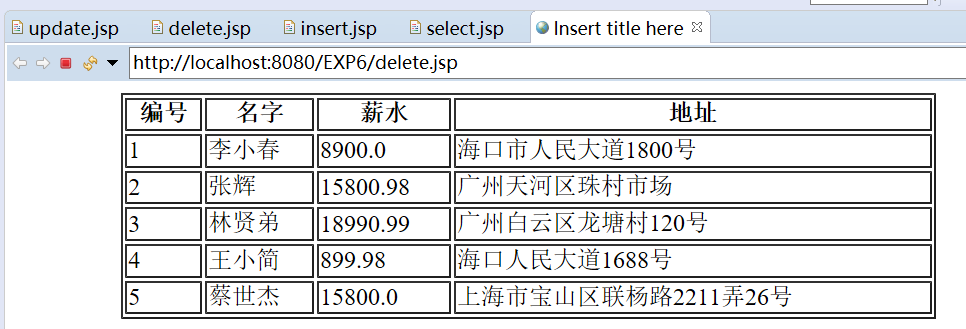 update.jsp delete.jsp insert.jsp select.jsp Insert title here
http://localhost:8080/EXP6/delete.jsp
编号 名字 薪水 地址
1 李小春 8900.0 海口市人民大道1800号
2 张辉 15800.98 广州天河区珠村市场
3 林贤弟 18990.99 广州白云区龙塘村120号
4 王小简 899.98 海口人民大道1688号
5 蔡世杰 15800.0 上海市宝山区联杨路2211弄26号